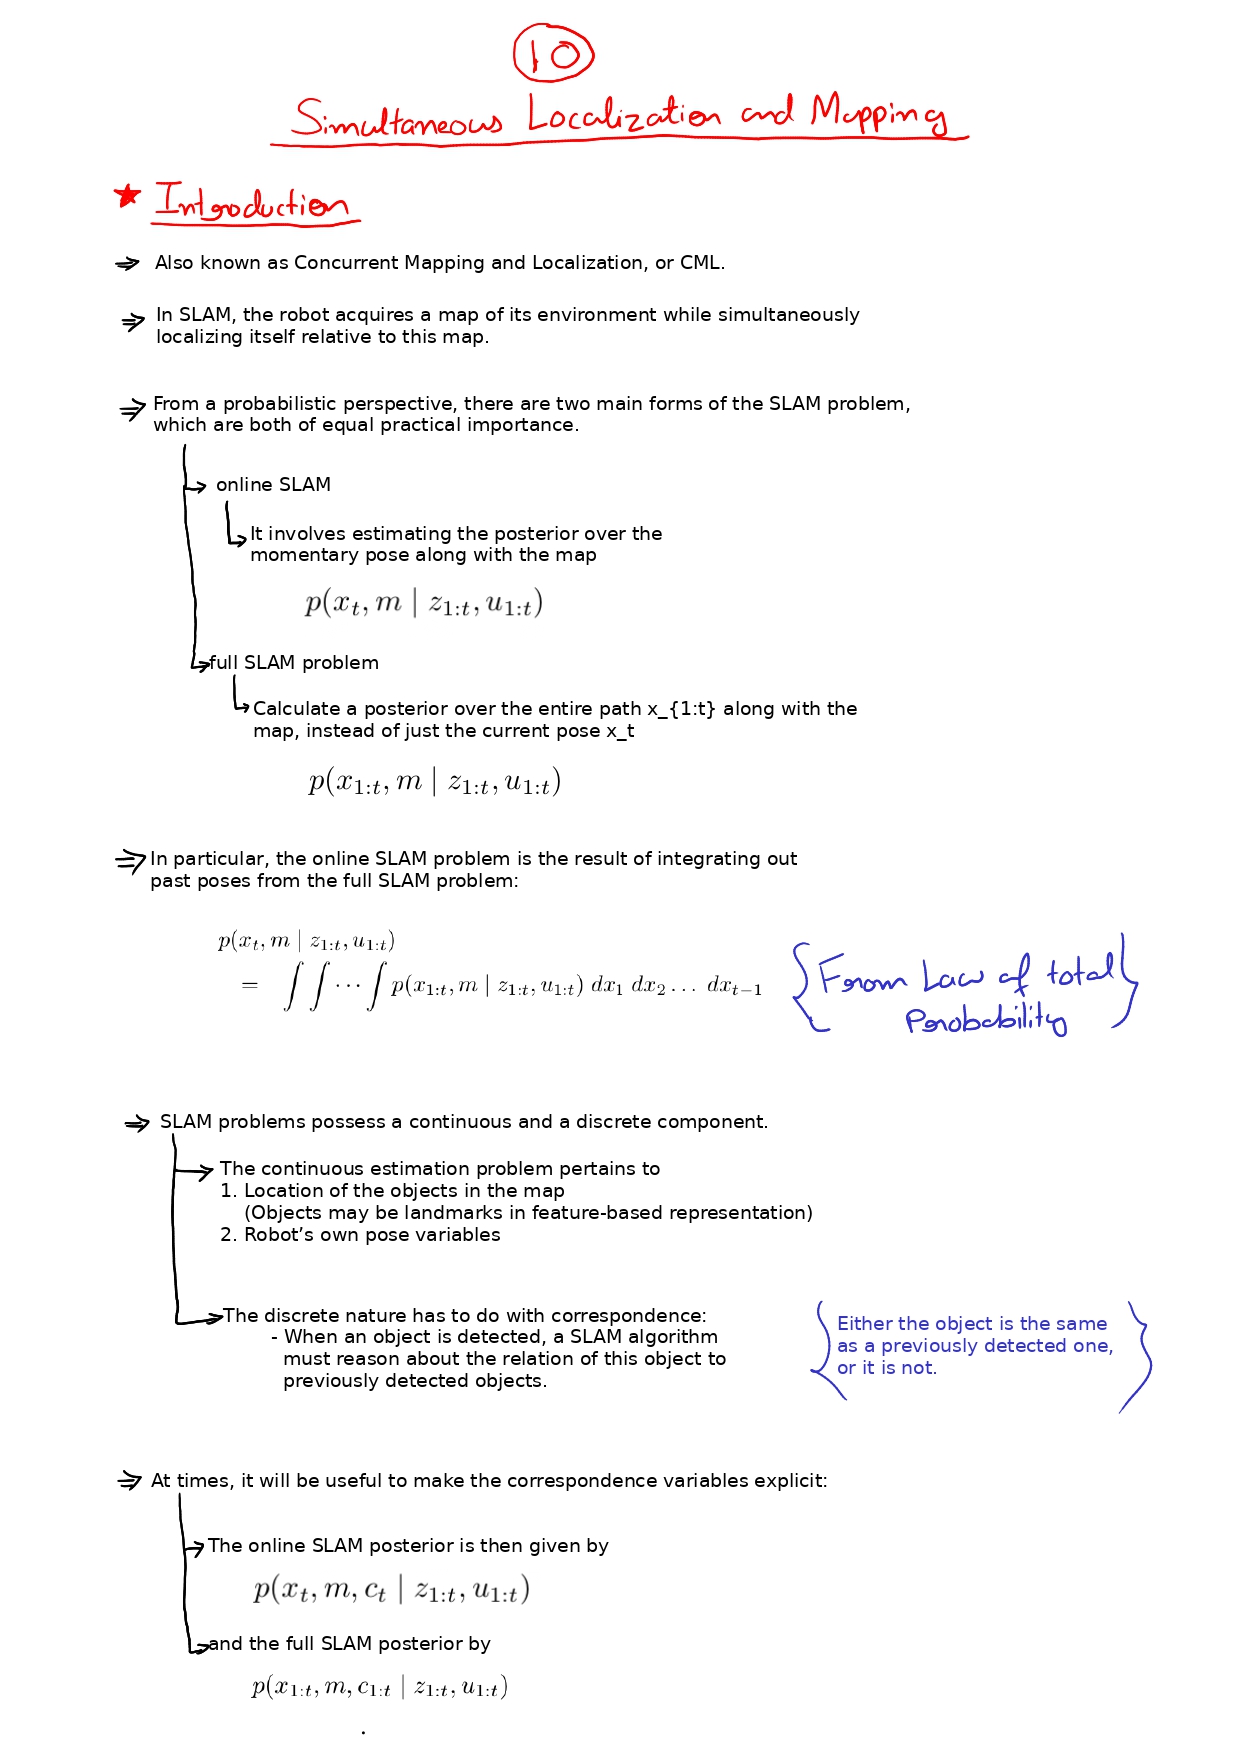 10
Simultaneous Localization and Mapping
★ Introduction
⇒ Also known as Concurrent Mapping and Localization, or CML.
⇒ In SLAM, the robot acquires a map of its environment while simultaneously
localizing itself relative to this map.
⇒ From a probabilistic perspective, there are two main forms of the SLAM problem,
which are both of equal practical importance.
→ online SLAM
→ It involves estimating the posterior over the
momentary pose along with the map
p(x_t, m | z_{1:t}, u_{1:t})
→ full SLAM problem
→ Calculate a posterior over the entire path x_{1:t} along with the
map, instead of just the current pose x_t
p(x_{1:t}, m | z_{1:t}, u_{1:t})
⇒ In particular, the online SLAM problem is the result of integrating out
past poses from the full SLAM problem:
p(x_t, m | z_{1:t}, u_{1:t})
= ∫ ∫ ··· ∫ p(x_{1:t}, m | z_{1:t}, u_{1:t}) dx_1 dx_2 ... dx_{t−1}
{From Law of total
Probability}
⇒ SLAM problems possess a continuous and a discrete component.
→ The continuous estimation problem pertains to
1. Location of the objects in the map
(Objects may be landmarks in feature-based representation)
2. Robot's own pose variables
→ The discrete nature has to do with correspondence:
- When an object is detected, a SLAM algorithm
must reason about the relation of this object to
previously detected objects.
{Either the object is the same
as a previously detected one,
or it is not.}
⇒ At times, it will be useful to make the correspondence variables explicit:
→ The online SLAM posterior is then given by
p(x_t, m, c_t | z_{1:t}, u_{1:t})
→ and the full SLAM posterior by
p(x_{1:t}, m, c_{1:t} | z_{1:t}, u_{1:t})
.